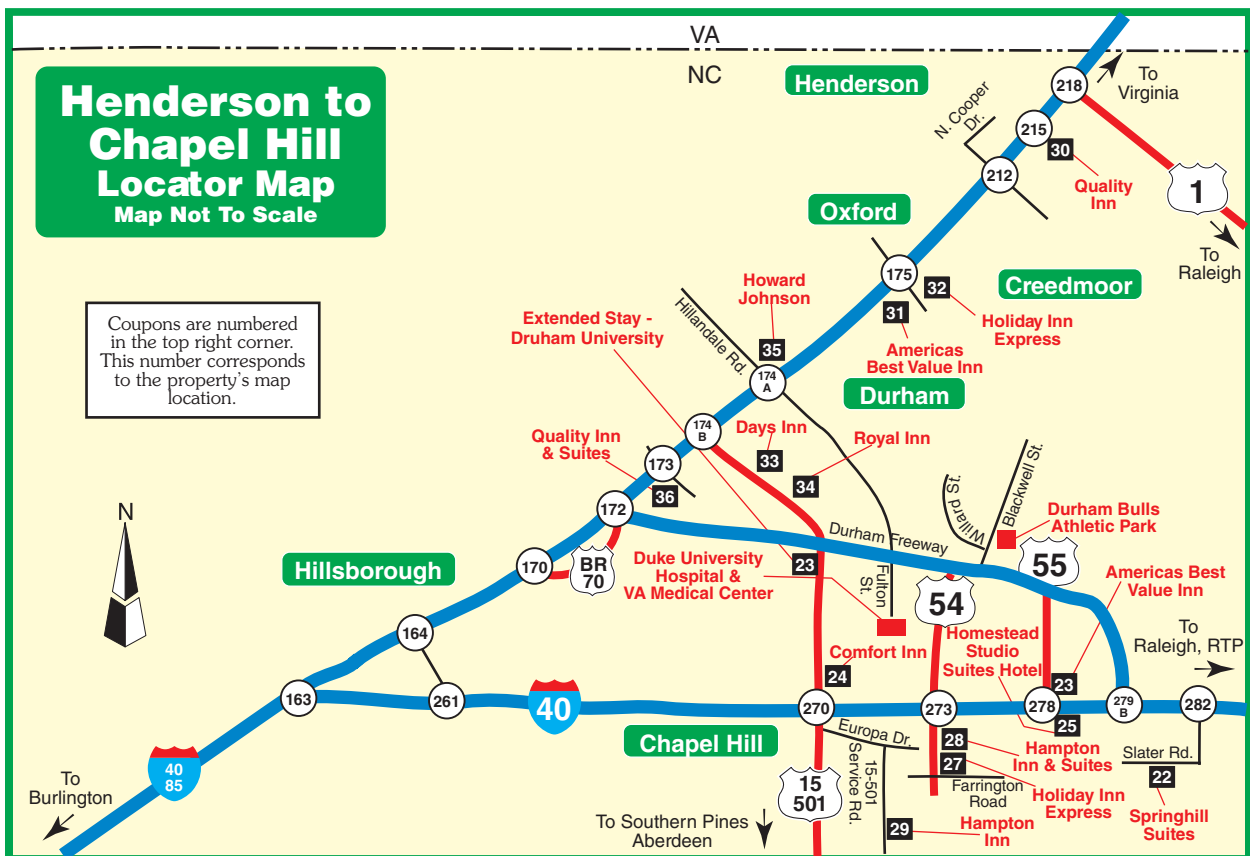 VA
NC
Henderson to
Chapel Hill
Locator Map
Map Not To Scale
Henderson
218
To
Virginia
N. Cooper
Dr.
215
30
212
Quality
Inn
1
To
Raleigh
Oxford
175
32
31
Creedmoor
Holiday Inn
Express
Americas
Best Value Inn
Howard
Johnson
Extended Stay -
Druham University
Hillandale Rd.
35
174
A
Durham
Coupons are numbered
in the top right corner.
This number corresponds
to the property's map
location.
174
B
Days Inn
33
Royal Inn
34
Quality Inn
& Suites
173
36
172
Willard St.
Blackwell St.
Durham Bulls
Athletic Park
N
Durham Freeway
Hillsborough
170
BR
70
Duke University
Hospital &
VA Medical Center
23
Fulton
St.
54
55
Americas Best
Value Inn
164
Comfort Inn
24
Homestead
Studio
Suites Hotel
23
To
Raleigh, RTP
163
261
40
270
273
278
25
279
B
282
Chapel Hill
Europa Dr.
28
Hampton
Inn & Suites
27
Farrington
Road
Holiday Inn
Express
Slater Rd.
22
Springhill
Suites
40
85
To
Burlington
15
501
15-501
Service Rd.
To Southern Pines
Aberdeen
29
Hampton
Inn